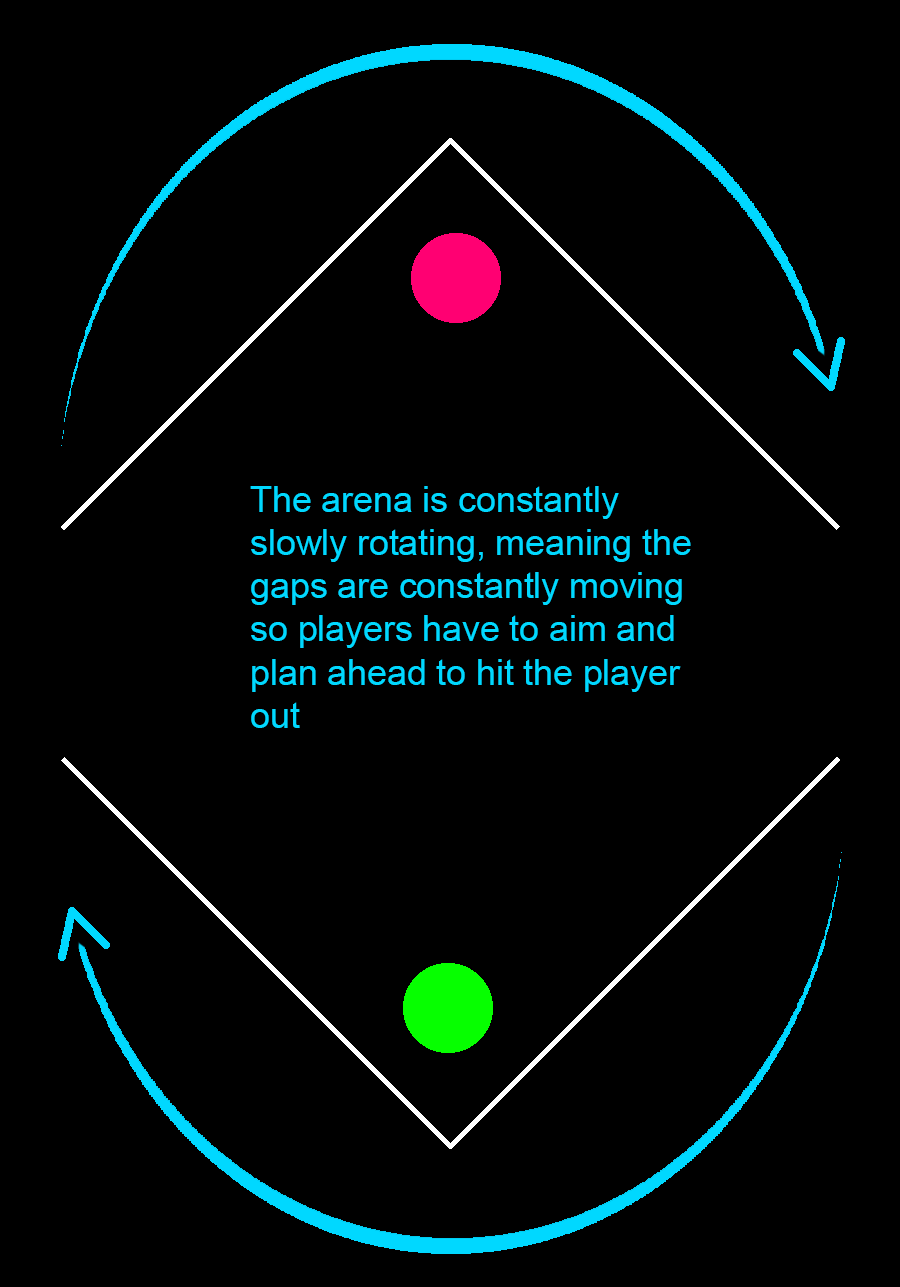 The arena is constantly
slowly rotating, meaning the
gaps are constantly moving
so players have to aim and
plan ahead to hit the player
out